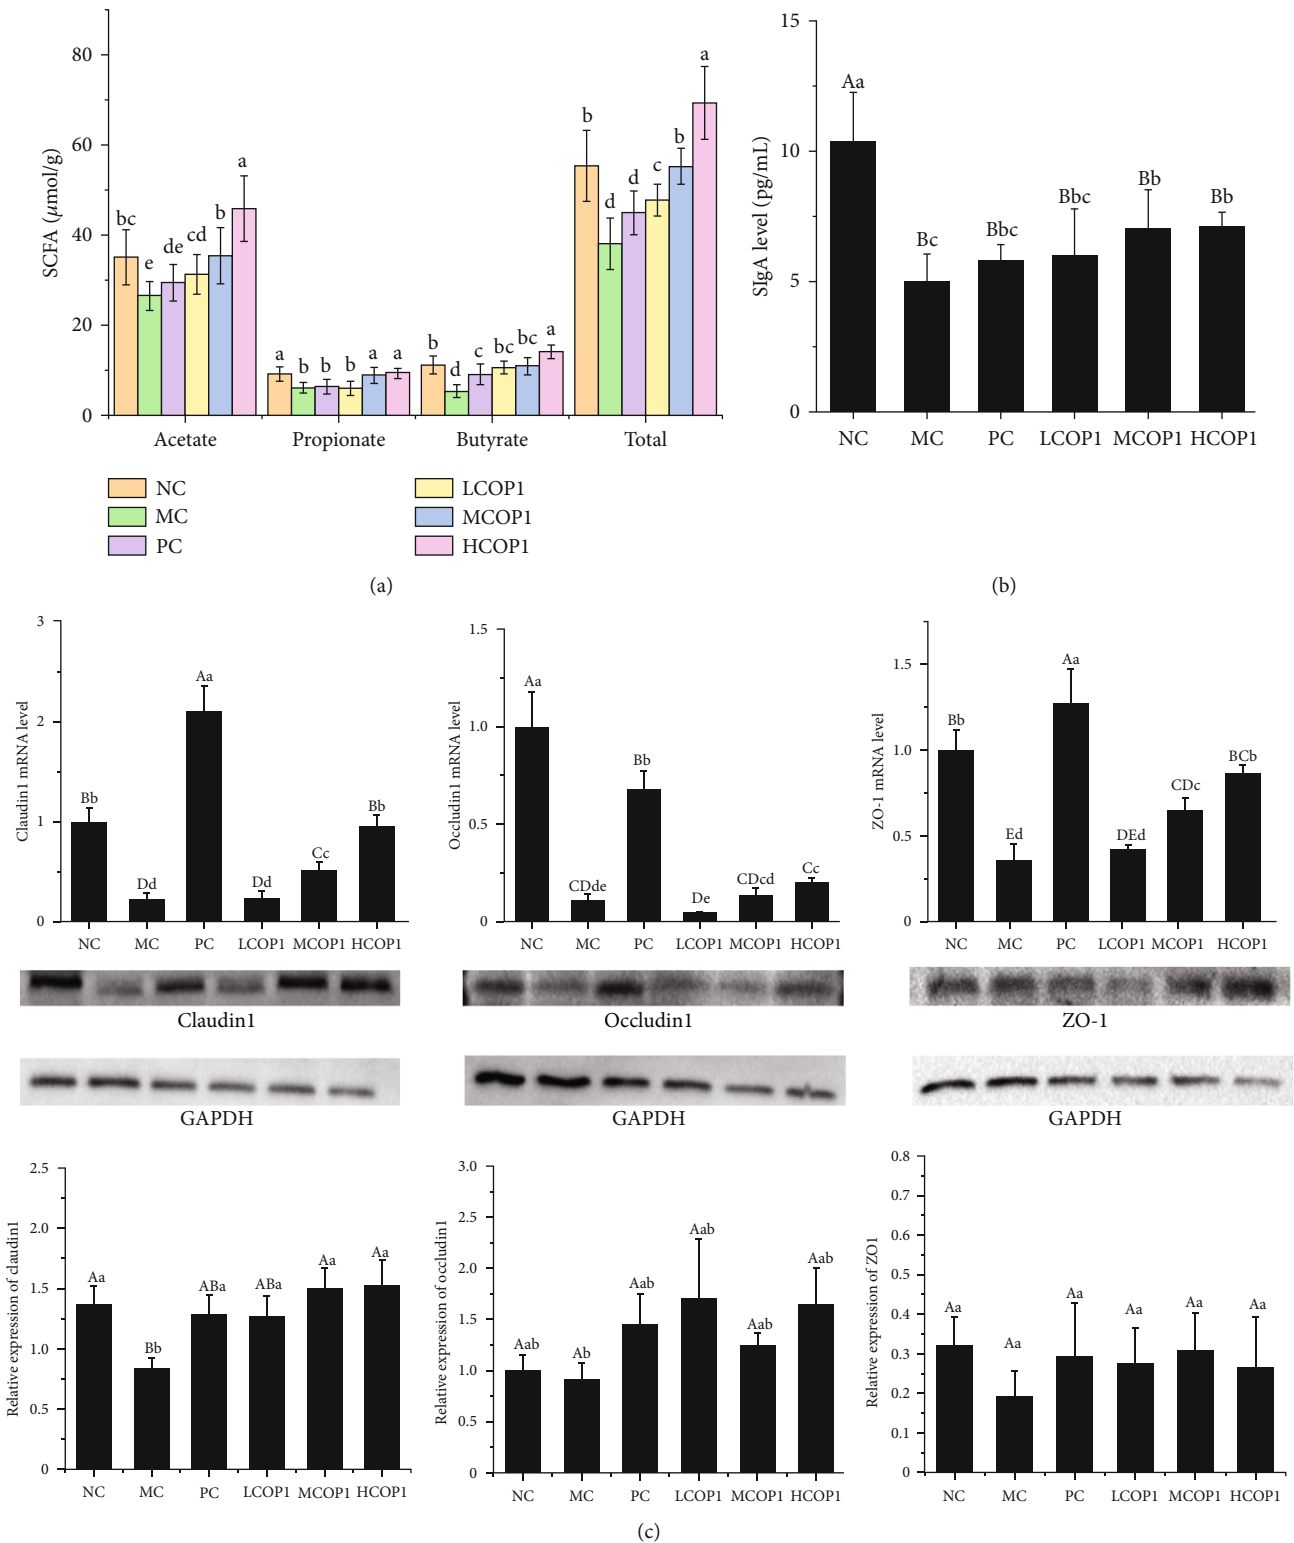 80
60
40
20
0
SCFA (μmol/g)
bc e de cd b a
a b b b a a
b d c bc bc a
b d d c b a
Acetate Propionate Butyrate Total
NC
MC
PC
LCOP1
MCOP1
HCOP1
(a)
15
10
5
0
SIgA level (pg/mL)
Aa Bc Bbc Bbc Bb Bb
NC MC PC LCOP1 MCOP1 HCOP1
(b)
3
2
1
0
Claudin1 mRNA level
Bb Dd Aa Dd Cc Bb
NC MC PC LCOP1 MCOP1 HCOP1
1.5
1.0
0.5
0
Occludin1 mRNA level
Aa CDde Bb De CDcd Cc
NC MC PC LCOP1 MCOP1 HCOP1
1.5
1.0
0.5
0
ZO-1 mRNA level
Bb Ed Aa DEd CDc BCb
NC MC PC LCOP1 MCOP1 HCOP1
Claudin1 Occludin1 ZO-1
GAPDH GAPDH GAPDH
2.5
2.0
1.5
1.0
0.5
0
Relative expression of claudin1
Aa Bb ABa ABa Aa Aa
NC MC PC LCOP1 MCOP1 HCOP1
3.0
2.5
2.0
1.5
1.0
0.5
0
Relative expression of occludin1
Aab Ab Aab Aab Aab Aab
NC MC PC LCOP1 MCOP1 HCOP1
0.8
0.7
0.6
0.5
0.4
0.3
0.2
0.1
0
Relative expression of ZO1
Aa Aa Aa Aa Aa Aa
NC MC PC LCOP1 MCOP1 HCOP1
(c)